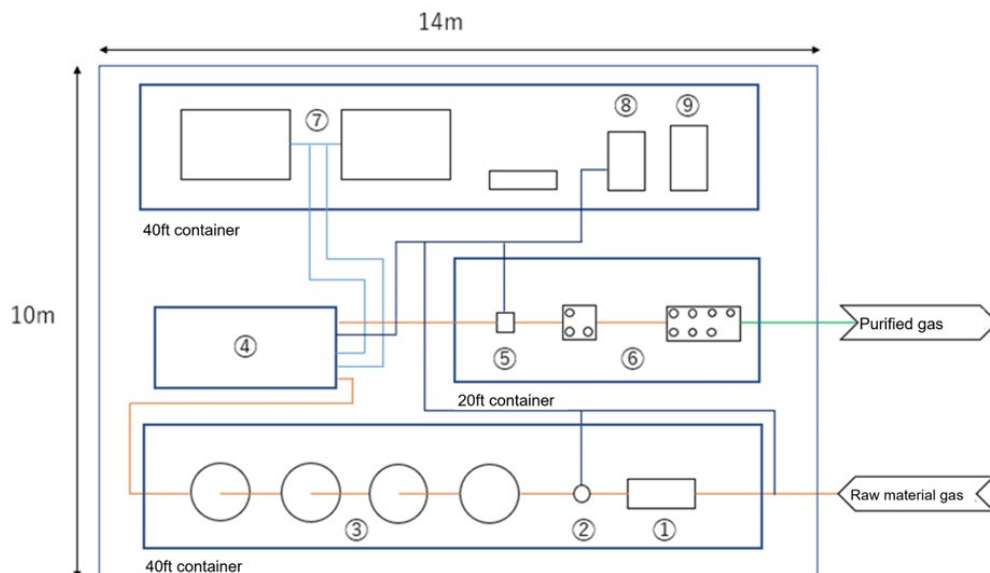 14m
⑦
⑧
⑨
40ft container
10m
④
⑤
⑥
Purified gas
20ft container
③
②
①
Raw material gas
40ft container